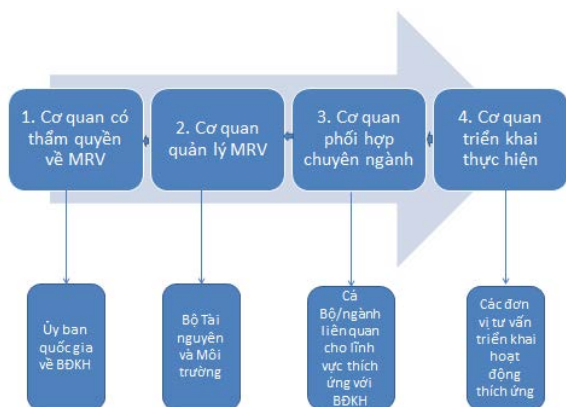 1. Cơ quan có
thẩm quyền
về MRV
2. Cơ quan
quản lý MRV
3. Cơ quan
phối hợp
chuyên ngành
4. Cơ quan
triển khai
thực hiện
Ủy ban
quốc gia
về BĐKH
Bộ Tài
nguyên
và Môi
trường
Cá
Bộ/ngành
liên quan
cho lĩnh
vực thích
ứng với
BĐKH
Các đơn
vị tư vấn
triển khai
hoạt
động
thích ứng